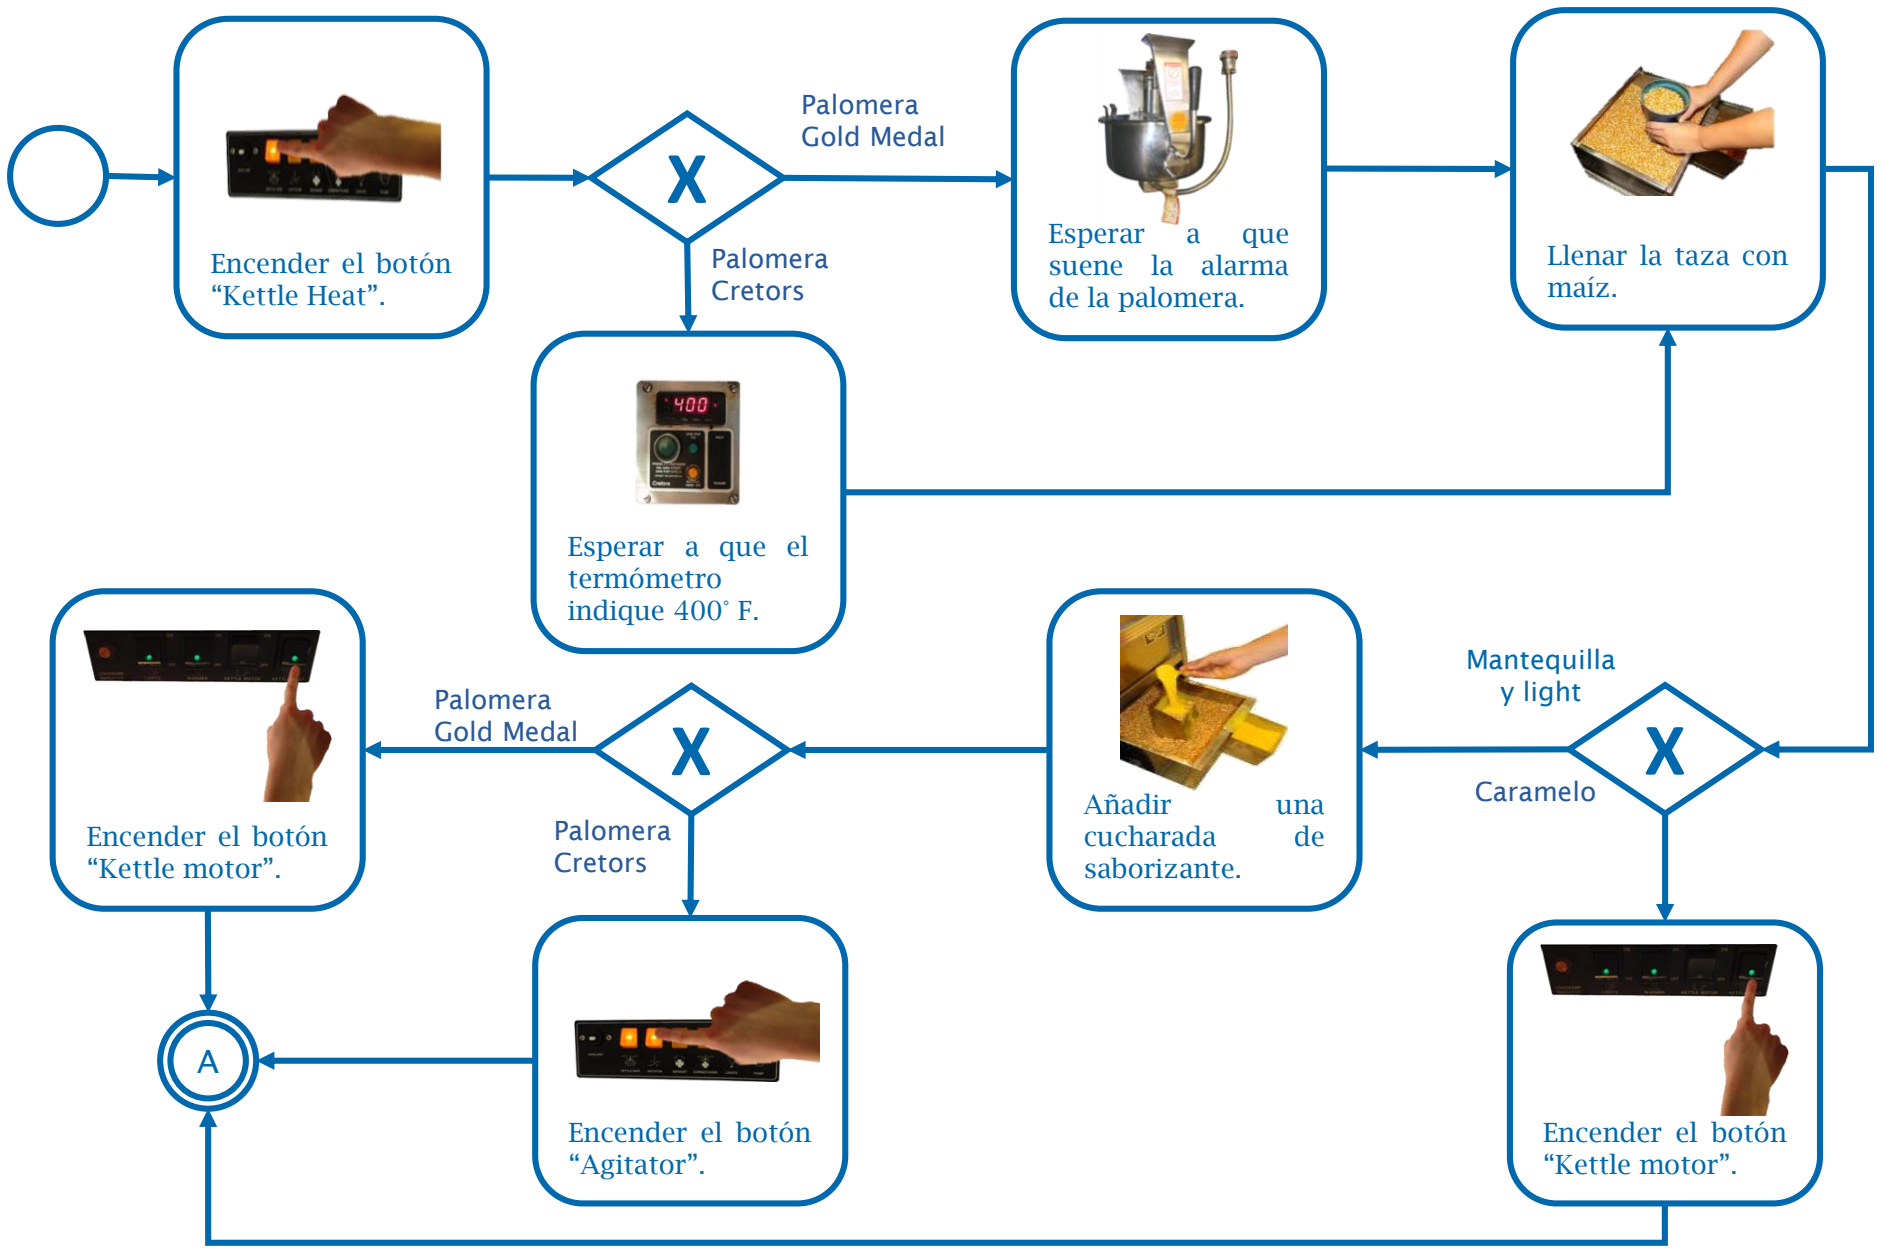 Encender el botón
“Kettle Heat”.
X
Palomera
Gold Medal
Palomera
Cretors
Esperar a que
suene la alarma
de la palomera.
Llenar la taza con
maíz.
400
Cretors
Esperar a que el
termómetro
indique 400° F.
Mantequilla
y light
X
Caramelo
Añadir una
cucharada de
saborizante.
X
Palomera
Gold Medal
Palomera
Cretors
Encender el botón
“Kettle motor”.
A
Encender el botón
“Agitator”.
Encender el botón
“Kettle motor”.